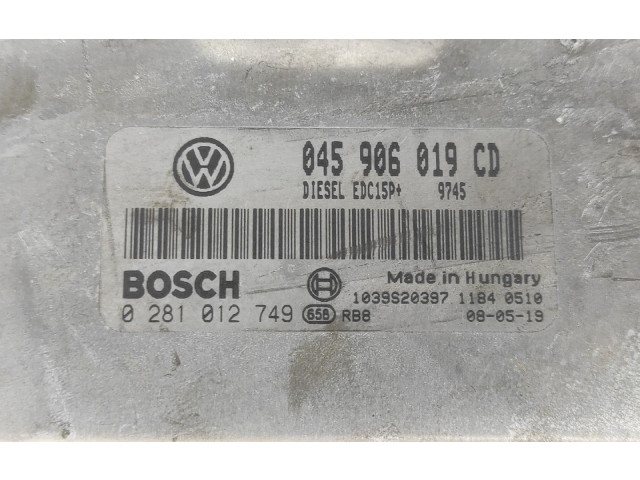 VW
045 906 019 CD
DIESEL EDC15P+ 9745
BOSCH
Made in Hungary
1039S20397 1184 0510
0 281 012 749 658 RB8 08-05-19